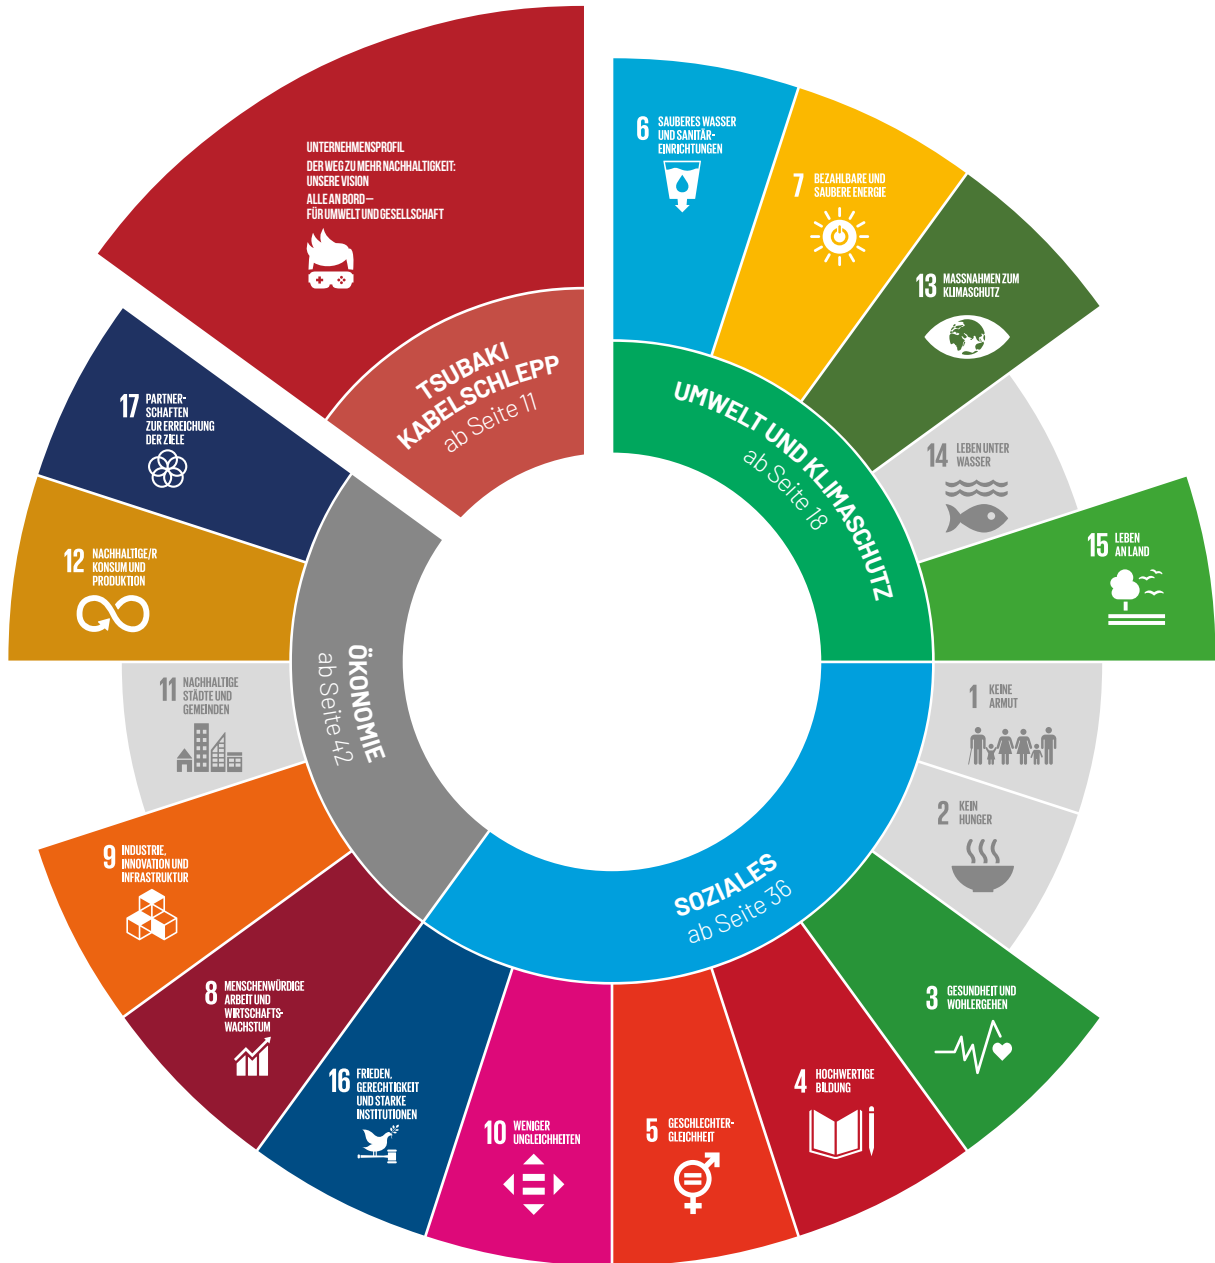 UNTERNEHMENSPROFIL
DER WEG ZU MEHR NACHHALTIGKEIT:
UNSERE VISION
ALLE AN BORD –
FÜR UMWELT UND GESELLSCHAFT
TSUBAKI
KABELSCHLEPP
ab Seite 11
6 SAUBERES WASSER
UND SANITÄR-
EINRICHTUNGEN
7 BEZAHLBARE UND
SAUBERE ENERGIE
13 MASSNAHMEN ZUM
KLIMASCHUTZ
14 LEBEN UNTER
WASSER
15 LEBEN
AN LAND
UMWELT UND KLIMASCHUTZ
ab Seite 18
1 KEINE
ARMUT
2 KEIN
HUNGER
3 GESUNDHEIT UND
WOHLERGEHEN
4 HOCHWERTIGE
BILDUNG
5 GESCHLECHTER-
GLEICHHEIT
10 WENIGER
UNGLEICHHEITEN
16 FRIEDEN,
GERECHTIGKEIT
UND STARKE
INSTITUTIONEN
SOZIALES
ab Seite 36
8 MENSCHENWÜRDIGE
ARBEIT UND
WIRTSCHAFTS-
WACHSTUM
9 INDUSTRIE,
INNOVATION UND
INFRASTRUKTUR
11 NACHHALTIGE
STÄDTE UND
GEMEINDEN
12 NACHHALTIGE/R
KONSUM UND
PRODUKTION
17 PARTNER-
SCHAFTEN
ZUR ERREICHUNG
DER ZIELE
ÖKONOMIE
ab Seite 42